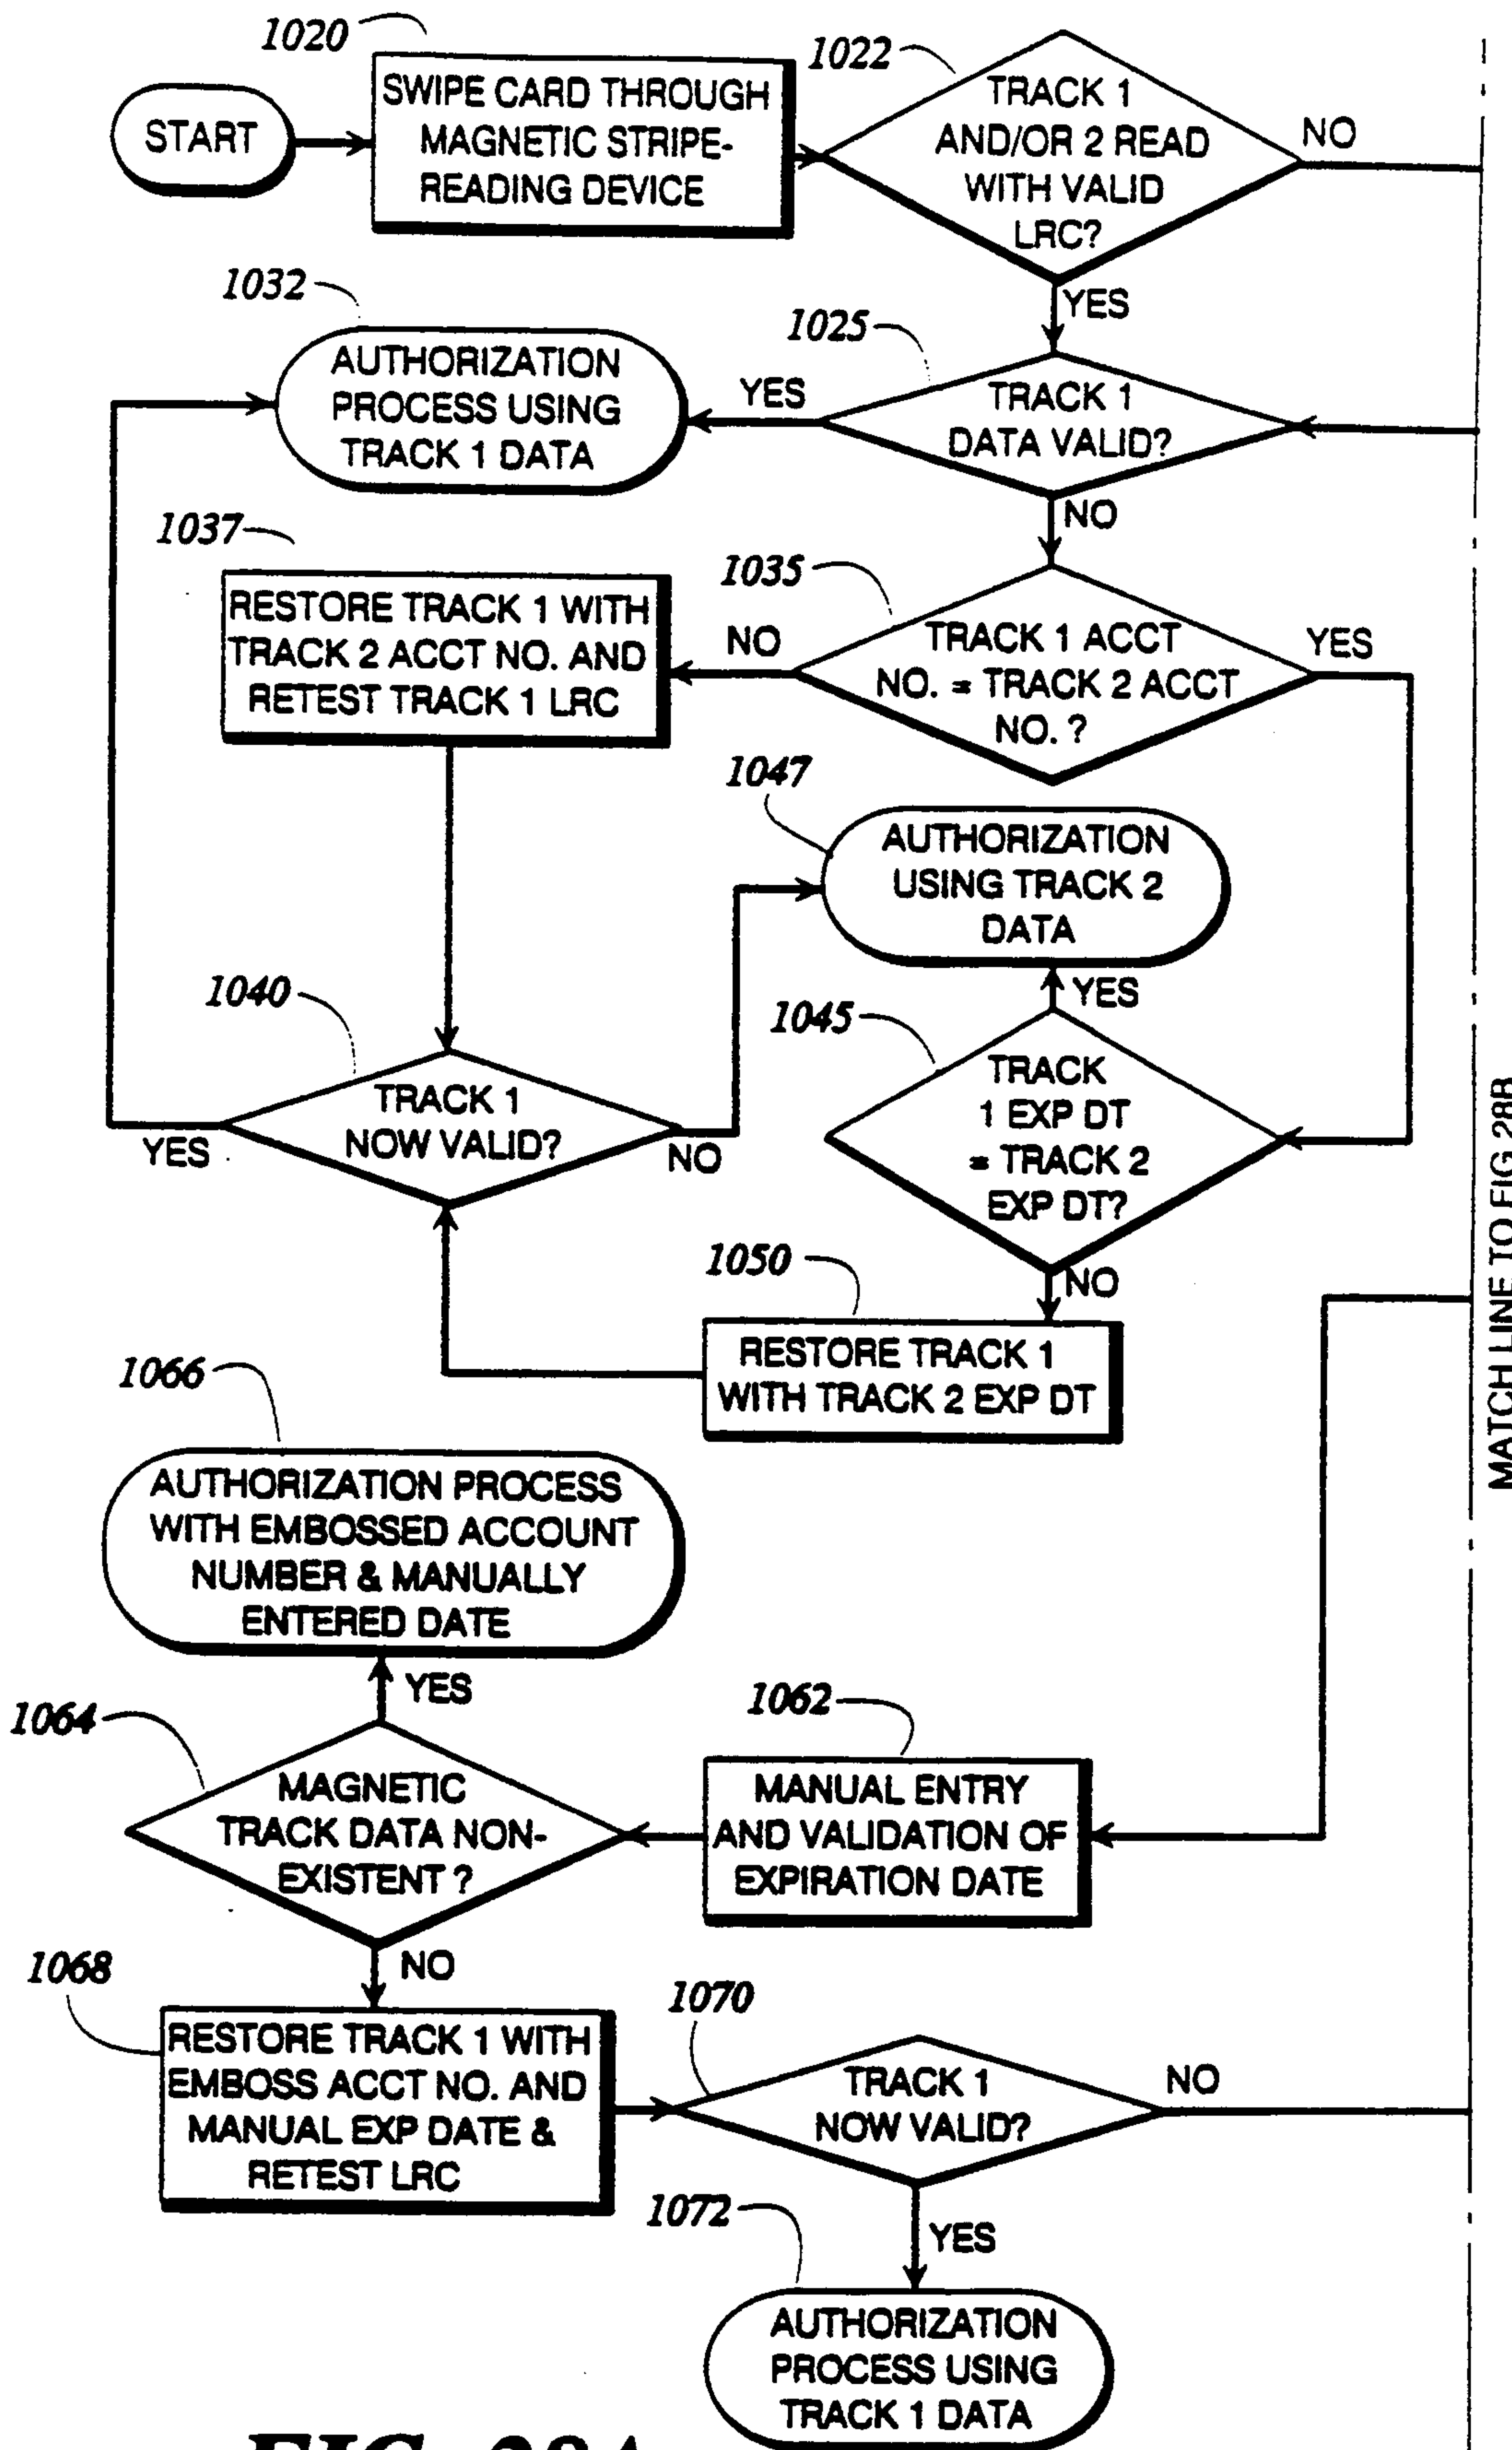 1020
START
SWIPE CARD THROUGH
MAGNETIC STRIPE-
READING DEVICE
1022
TRACK 1
AND/OR 2 READ
WITH VALID
LRC?
NO
YES
1032
AUTHORIZATION
PROCESS USING
TRACK 1 DATA
YES
1025
TRACK 1
DATA VALID?
NO
1037
RESTORE TRACK 1 WITH
TRACK 2 ACCT NO. AND
RETEST TRACK 1 LRC
NO
1035
TRACK 1 ACCT
NO. = TRACK 2 ACCT
NO. ?
YES
1047
AUTHORIZATION
USING TRACK 2
DATA
YES
1040
TRACK 1
NOW VALID?
YES
NO
1045
TRACK
1 EXP DT
= TRACK 2
EXP DT?
NO
1050
RESTORE TRACK 1
WITH TRACK 2 EXP DT
MATCH LINE TO FIG 28B
1066
AUTHORIZATION PROCESS
WITH EMBOSSED ACCOUNT
NUMBER & MANUALLY
ENTERED DATE
YES
1064
MAGNETIC
TRACK DATA NON-
EXISTENT ?
1062
MANUAL ENTRY
AND VALIDATION OF
EXPIRATION DATE
NO
1068
RESTORE TRACK 1 WITH
EMBOSS ACCT NO. AND
MANUAL EXP DATE &
RETEST LRC
1070
TRACK 1
NOW VALID?
NO
YES
1072
AUTHORIZATION
PROCESS USING
TRACK 1 DATA
FIG. 28A